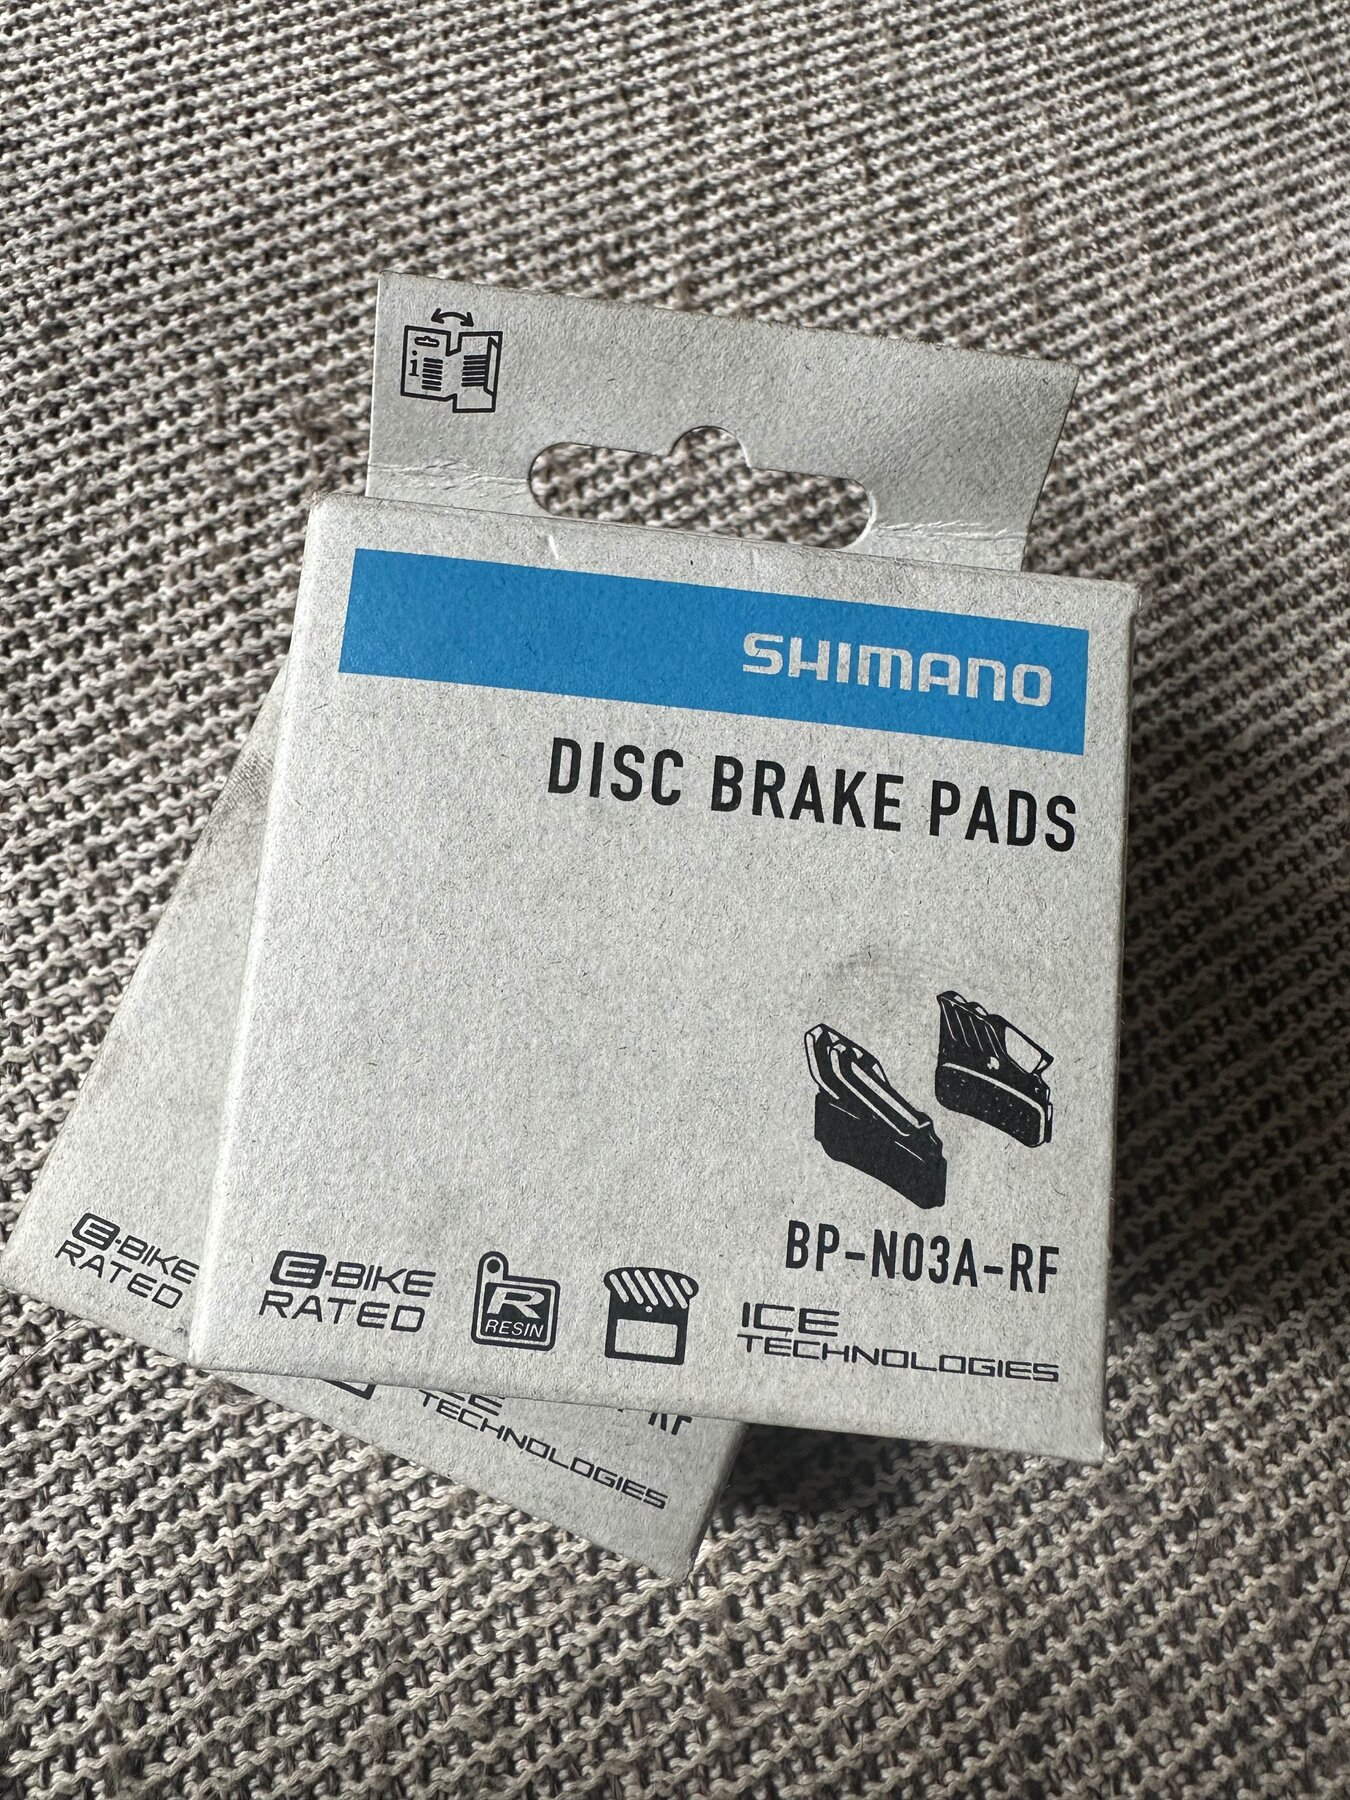 i
SHIMANO
DISC BRAKE PADS
BP-N03A-RF
E-BIKE
RATED
R
RESIN
ICE
TECHNOLOGIES
E-BIKE
RATED
TECHNOLOGIES